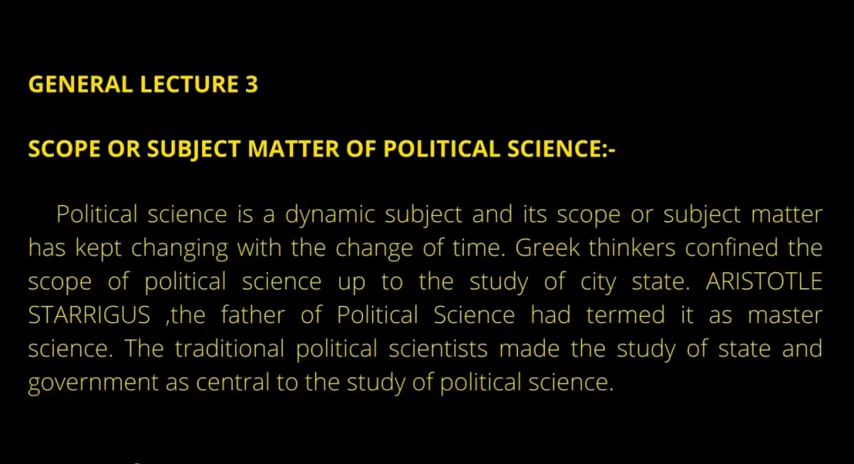 GENERAL LECTURE 3
SCOPE OR SUBJECT MATTER OF POLITICAL SCIENCE:-
Political science is a dynamic subject and its scope or subject matter
has kept changing with the change of time. Greek thinkers confined the
scope of political science up to the study of city state. ARISTOTLE
STARRIGUS ,the father of Political Science had termed it as master
science. The traditional political scientists made the study of state and
government as central to the study of political science.